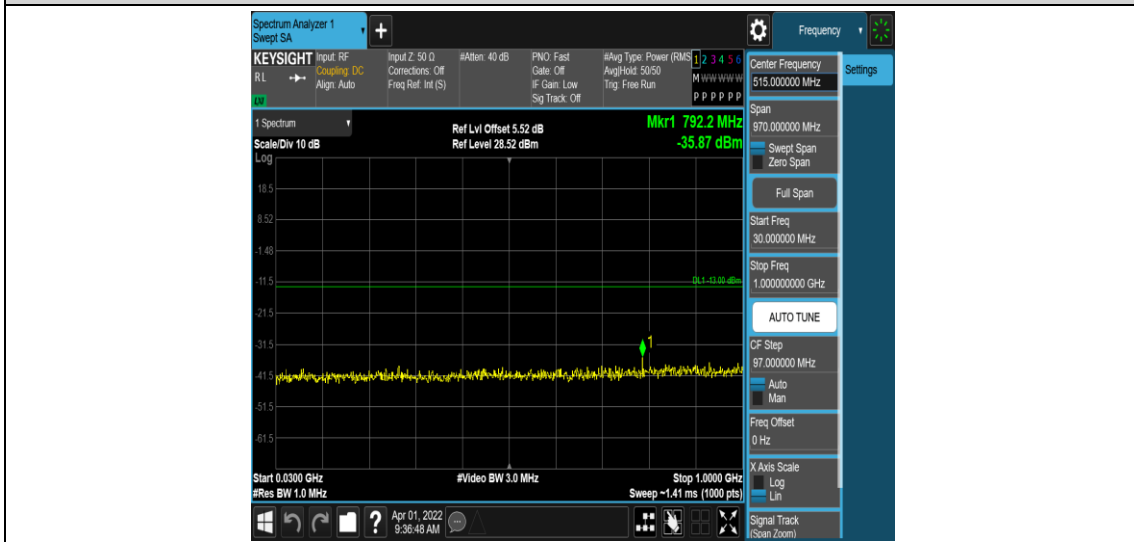 Spectrum Analyzer 1
Swept SA
+
Frequency
KEYSIGHT
RL
Input: RF
Coupling: DC
Align: Auto
Input Z: 50 Ω
Corrections: Off
Freq Ref: Int (S)
#Atten: 40 dB
PNO: Fast
Gate: Off
IF Gain: Low
Sig Track: Off
#Avg Type: Power (RMS
Avg|Hold: 50/50
Trig: Free Run
1 2 3 4 5 6
M W W W W W
P P P P P P
1 Spectrum
Scale/Div 10 dB
Ref Lvl Offset 5.52 dB
Ref Level 28.52 dBm
Mkr1 792.2 MHz
-35.87 dBm
Log
18.5
8.52
-1.48
-11.5
-21.5
-31.5
-41.5
-51.5
-61.5
DL1 -13.00 dBm
1
Start 0.0300 GHz
#Res BW 1.0 MHz
#Video BW 3.0 MHz
Stop 1.0000 GHz
Sweep ~1.41 ms (1000 pts)
?
Apr 01, 2022
9:36:48 AM
Center Frequency
515.000000 MHz
Settings
Span
970.000000 MHz
Swept Span
Zero Span
Full Span
Start Freq
30.000000 MHz
Stop Freq
1.000000000 GHz
AUTO TUNE
CF Step
97.000000 MHz
Auto
Man
Freq Offset
0 Hz
X Axis Scale
Log
Lin
Signal Track
(Span Zoom)